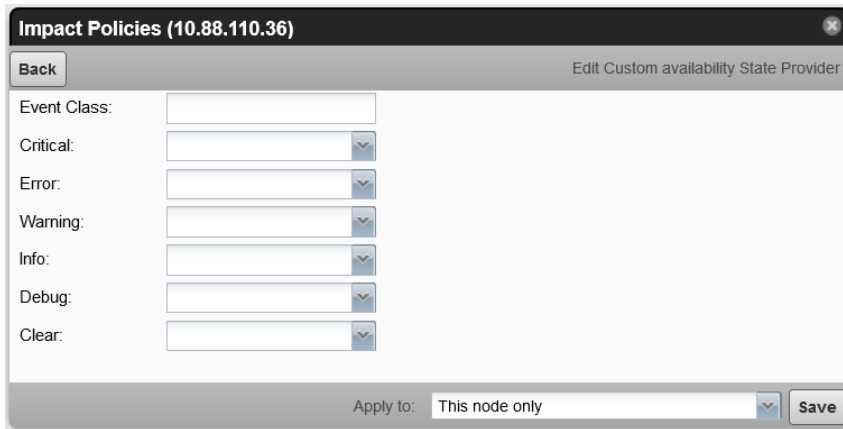 Impact Policies (10.88.110.36)
Back
Edit Custom availability State Provider
Event Class:
Critical:
Error:
Warning:
Info:
Debug:
Clear:
Apply to: This node only
Save